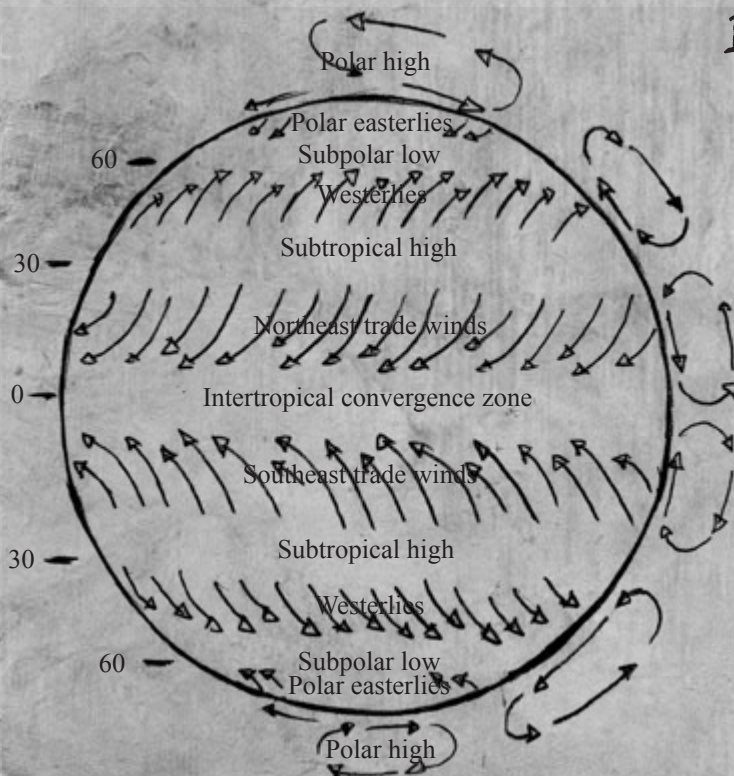 Polar high
Polar easterlies
60
Subpolar low
Westerlies
Subtropical high
30
Northeast trade winds
0
Intertropical convergence zone
Southeast trade winds
Subtropical high
30
Westerlies
60
Subpolar low
Polar easterlies
Polar high